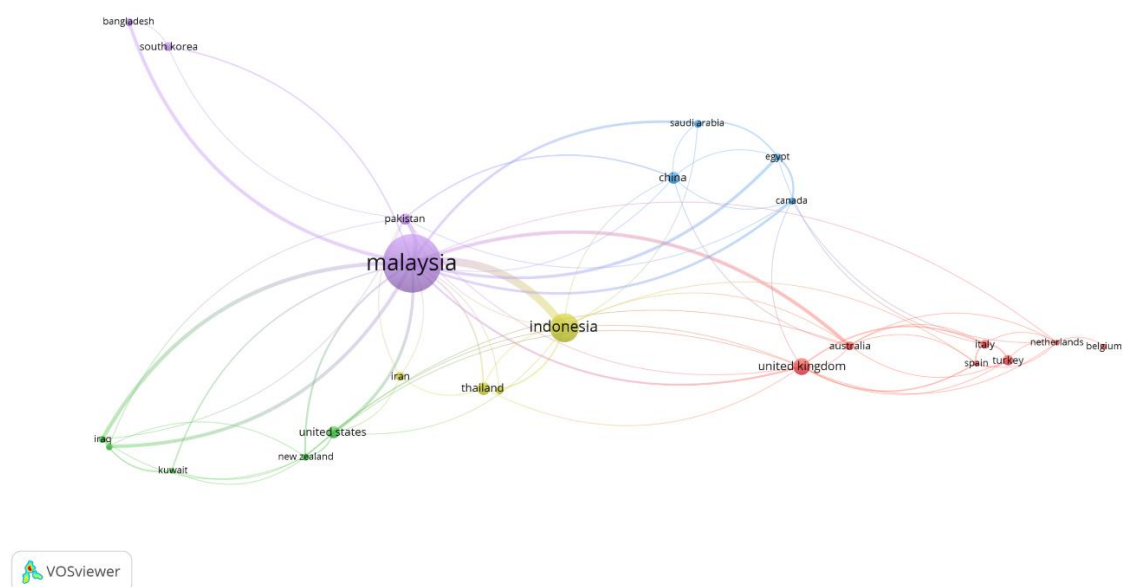 bangladesh
south korea
saudi arabia
egypt
china
canada
pakistan
malaysia
indonesia
australia
italy
netherlands
belgium
spain
turkey
united kingdom
iran
thailand
united states
iraq
new zealand
kuwait
VOSviewer